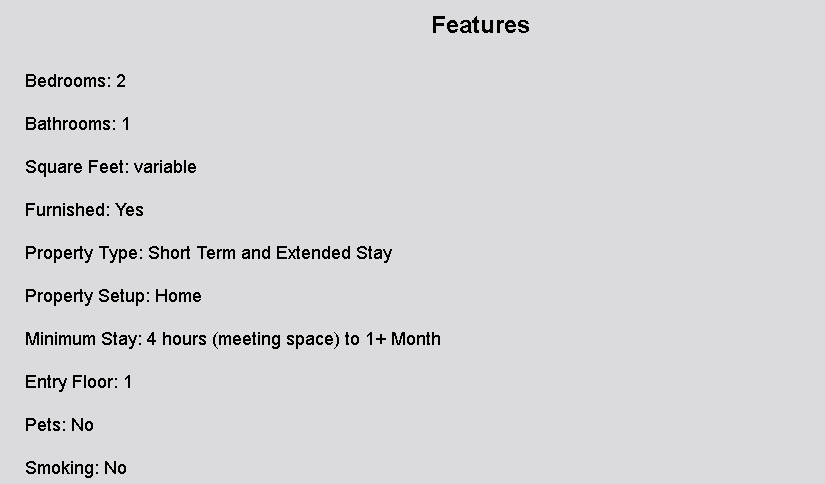 Features
Bedrooms: 2
Bathrooms: 1
Square Feet: variable
Furnished: Yes
Property Type: Short Term and Extended Stay
Property Setup: Home
Minimum Stay: 4 hours (meeting space) to 1+ Month
Entry Floor: 1
Pets: No
Smoking: No